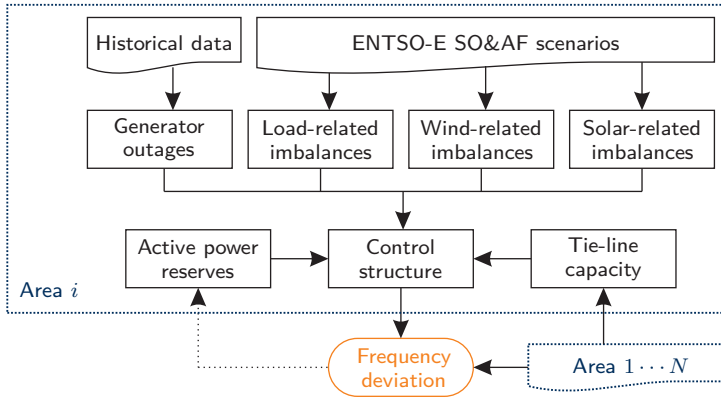 Historical data
ENTSO-E SO&AF scenarios
Generator
outages
Load-related
imbalances
Wind-related
imbalances
Solar-related
imbalances
Active power
reserves
Control
structure
Tie-line
capacity
Area i
Frequency
deviation
Area 1 ⋯ N